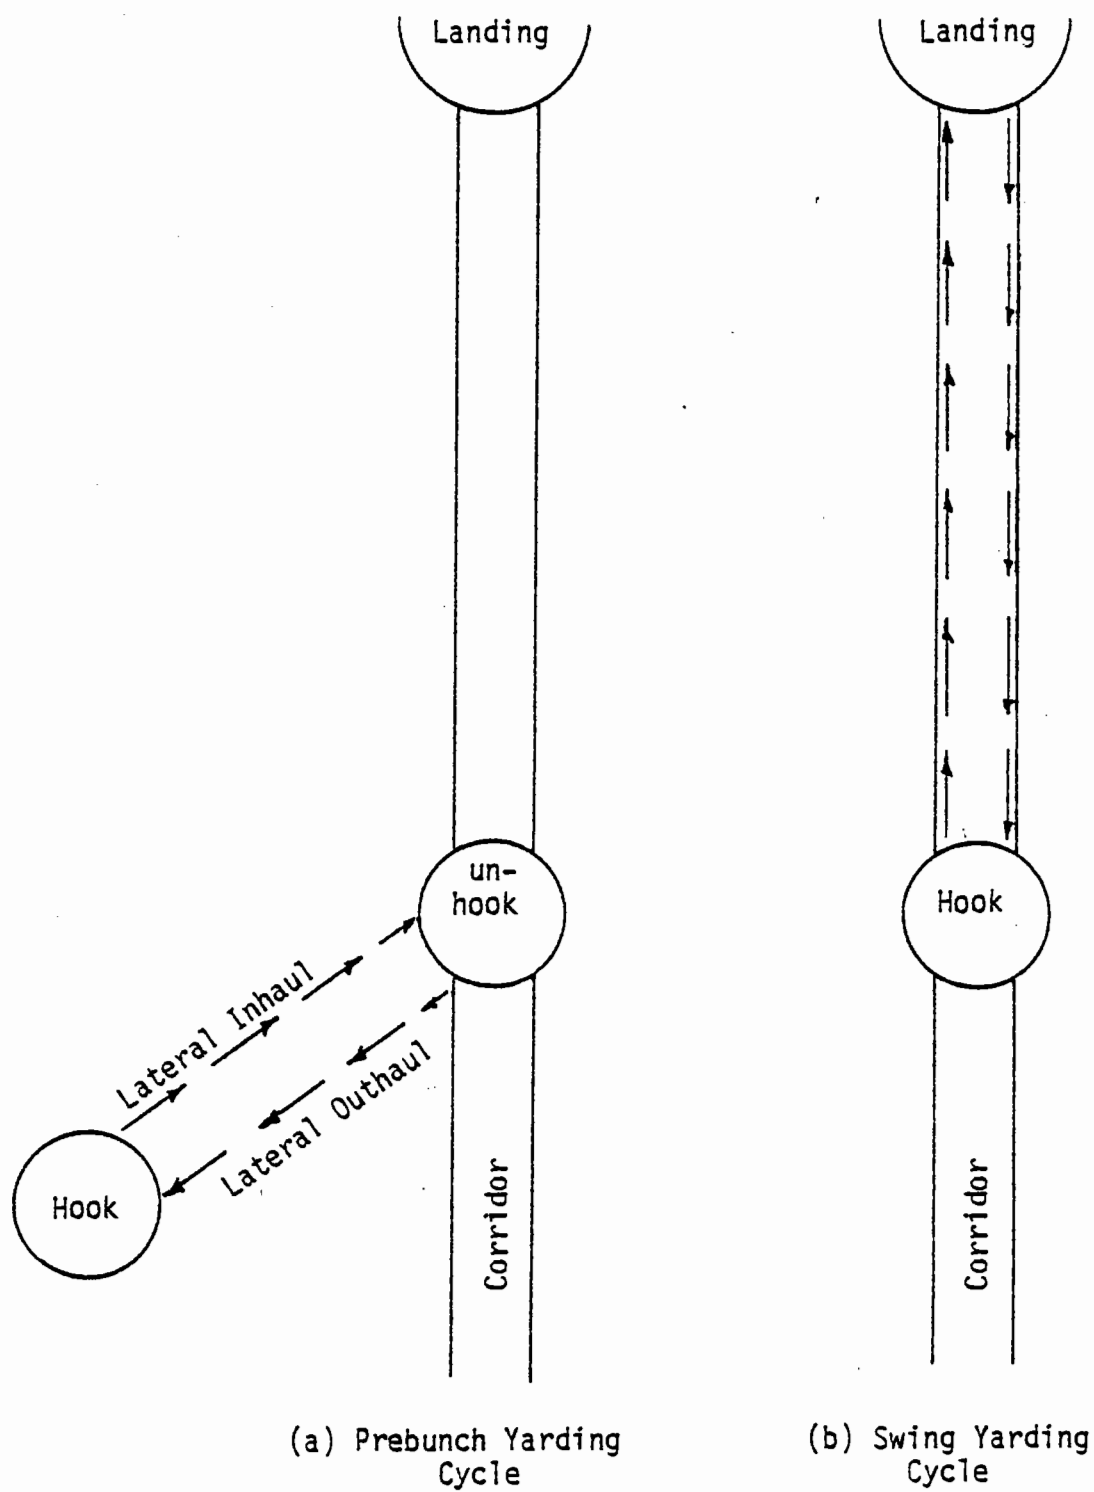 Landing
un-
hook
Lateral Inhaul
Lateral Outhaul
Hook
Corridor
(a) Prebunch Yarding
Cycle
Landing
Hook
Corridor
(b) Swing Yarding
Cycle